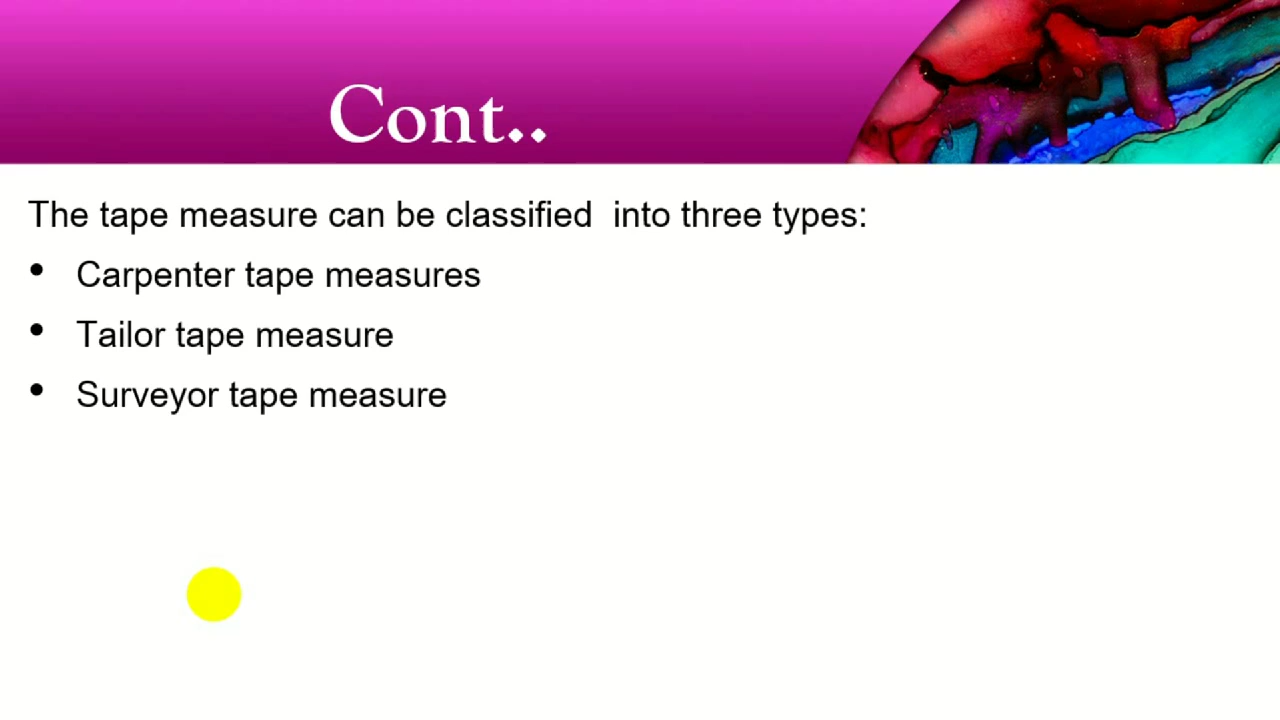 Cont..
The tape measure can be classified  into three types:
• Carpenter tape measures
• Tailor tape measure
• Surveyor tape measure